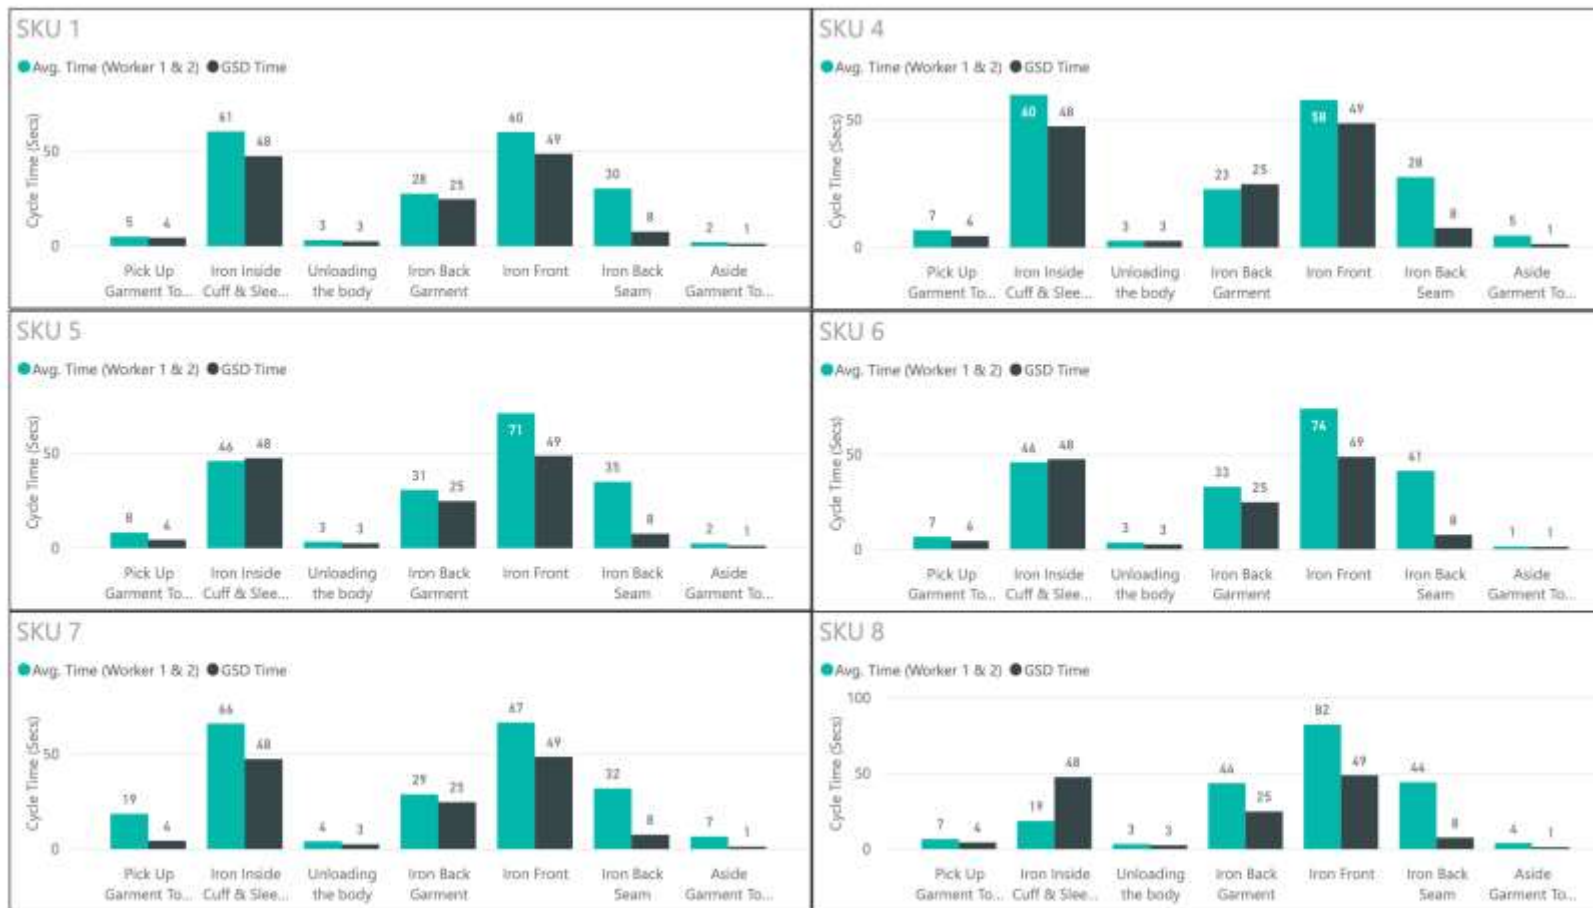 SKU 1
Avg. Time (Worker 1 & 2) GSD Time
Cycle Time (Secs)
50
0
5 4 61 48 3 3 28 25 60 49 30 8 2 1
Pick Up Iron Inside Unloading Iron Back Iron Front Iron Back Aside
Garment To... Cuff & Slee... the body Garment Seam Garment To...
SKU 4
Avg. Time (Worker 1 & 2) GSD Time
Cycle Time (Secs)
50
0
7 4 60 48 3 3 23 25 58 49 28 8 5 1
Pick Up Iron Inside Unloading Iron Back Iron Front Iron Back Aside
Garment To... Cuff & Slee... the body Garment Seam Garment To...
SKU 5
Avg. Time (Worker 1 & 2) GSD Time
Cycle Time (Secs)
50
0
8 4 46 48 3 3 31 25 71 49 35 8 2 1
Pick Up Iron Inside Unloading Iron Back Iron Front Iron Back Aside
Garment To... Cuff & Slee... the body Garment Seam Garment To...
SKU 6
Avg. Time (Worker 1 & 2) GSD Time
Cycle Time (Secs)
50
0
7 4 46 48 3 3 33 25 74 49 41 8 1 1
Pick Up Iron Inside Unloading Iron Back Iron Front Iron Back Aside
Garment To... Cuff & Slee... the body Garment Seam Garment To...
SKU 7
Avg. Time (Worker 1 & 2) GSD Time
Cycle Time (Secs)
50
0
19 4 66 48 4 3 29 25 67 49 32 8 7 1
Pick Up Iron Inside Unloading Iron Back Iron Front Iron Back Aside
Garment To... Cuff & Slee... the body Garment Seam Garment To...
SKU 8
Avg. Time (Worker 1 & 2) GSD Time
Cycle Time (Secs)
100
50
0
7 4 19 48 3 3 44 25 82 49 44 8 4 1
Pick Up Iron Inside Unloading Iron Back Iron Front Iron Back Aside
Garment To... Cuff & Slee... the body Garment Seam Garment To...